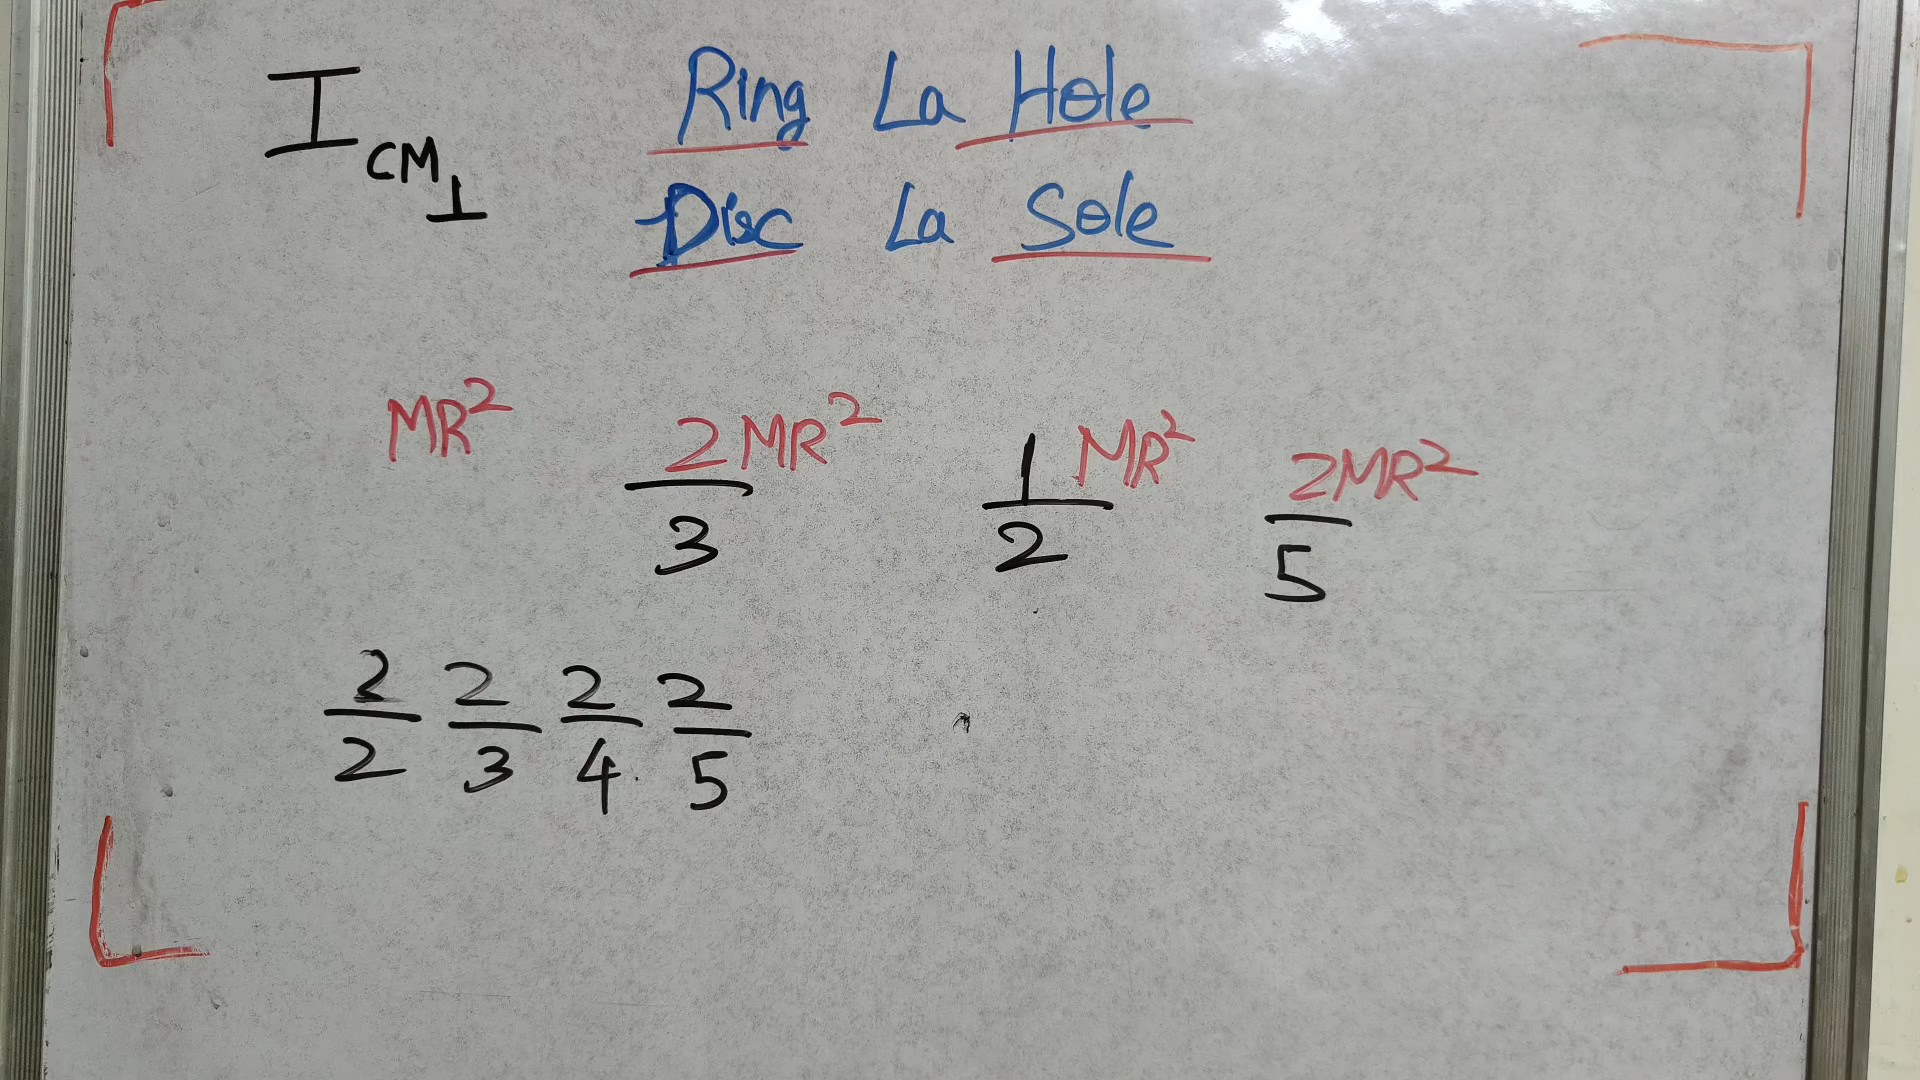 I CM ⊥
Ring La Hole
Disc La Sole
MR² 2MR²/3 1/2 MR² 2MR²/5
2/2 2/3 2/4 2/5